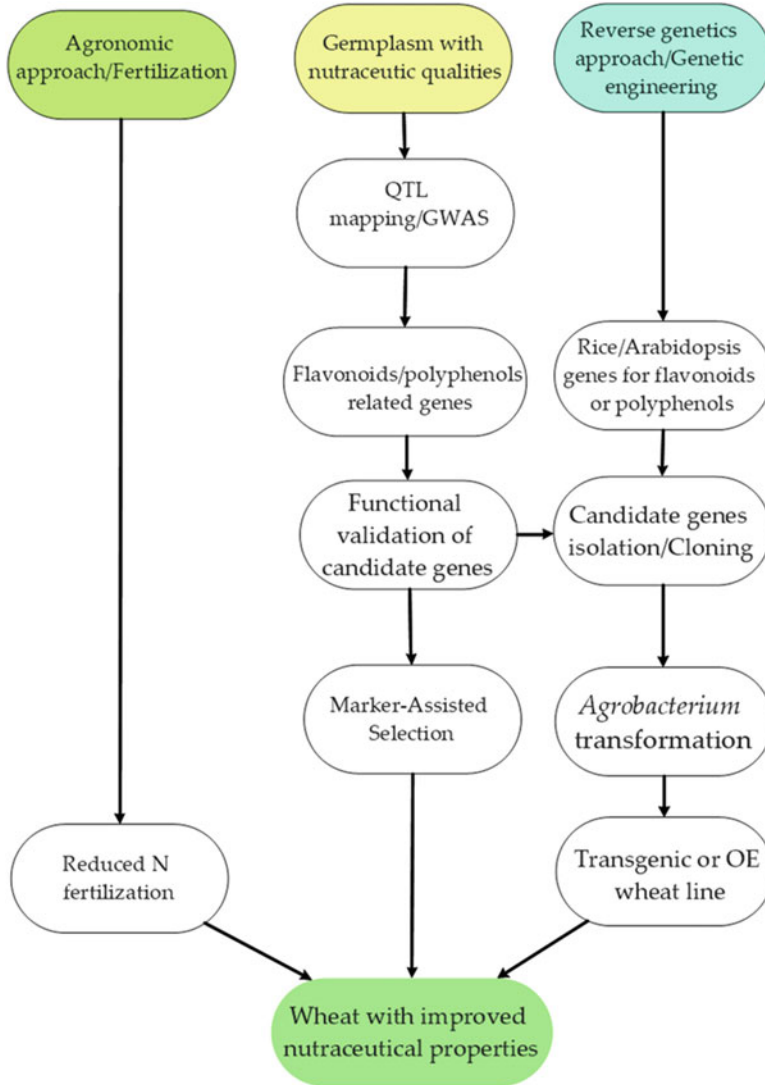 Agronomic
approach/Fertilization
Germplasm with
nutraceutic qualities
Reverse genetics
approach/Genetic
engineering
QTL
mapping/GWAS
Flavonoids/polyphenols
related genes
Rice/Arabidopsis
genes for flavonoids
or polyphenols
Functional
validation of
candidate genes
Candidate genes
isolation/Cloning
Marker-Assisted
Selection
Agrobacterium
transformation
Reduced N
fertilization
Transgenic or OE
wheat line
Wheat with improved
nutraceutical properties